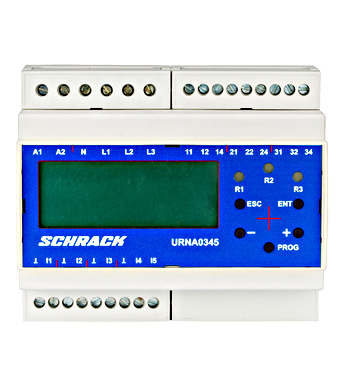 A1 A2 N L1 L2 L3 11 12 14 21 22 24 31 32 34
R2
R1 R3
ESC ENT
− +
PROG
SCHRACK URNA0345
⊥ I1 ⊥ I2 ⊥ I3 ⊥ I4 I5